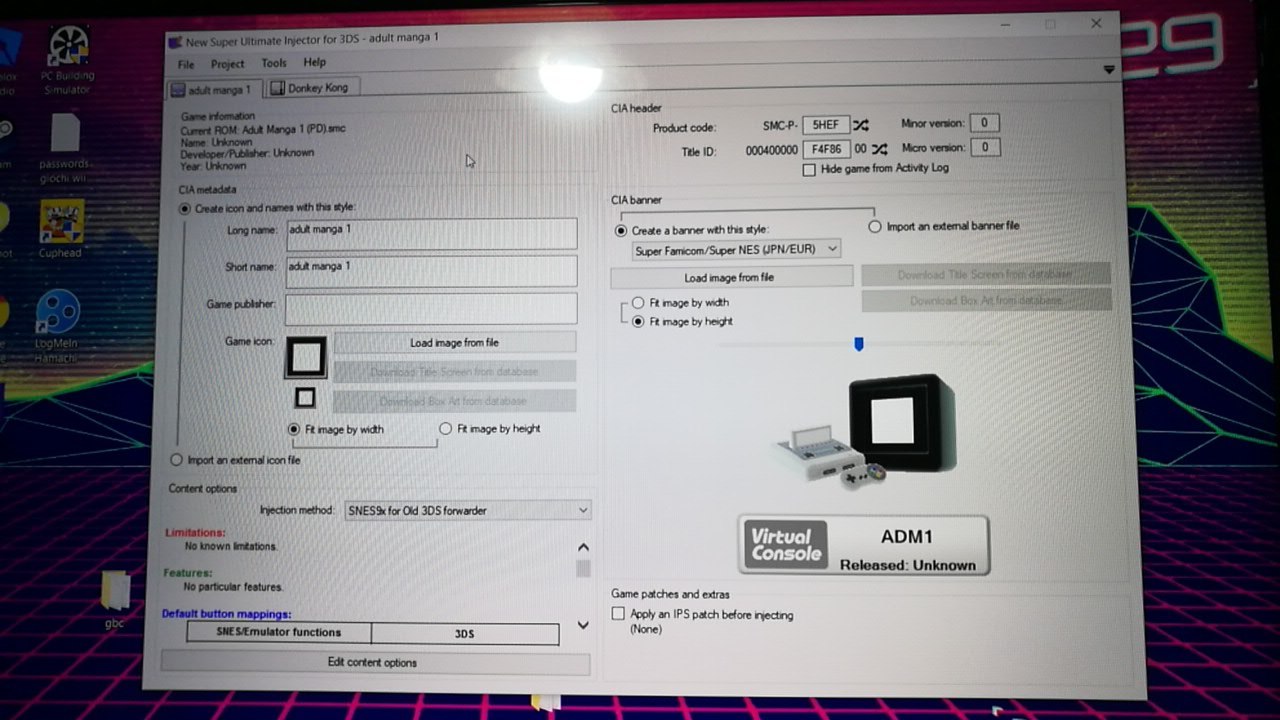 New Super Ultimate Injector for 3DS - adult manga 1
File Project Tools Help
adult manga 1
Donkey Kong
Game information
Current ROM: Adult Manga 1 (PD).smc
Name: Unknown
Developer/Publisher: Unknown
Year: Unknown
CIA metadata
Create icon and names with this style:
Long name: adult manga 1
Short name: adult manga 1
Game publisher:
Game icon:
Load image from file
Download Title Screen from database
Download Box Art from database
Fit image by width
Fit image by height
Import an external icon file
Content options
Injection method: SNES9x for Old 3DS forwarder
Limitations:
No known limitations.
Features:
No particular features.
Default button mappings:
SNES/Emulator functions 3DS
Edit content options
CIA header
Product code: SMC-P- 5HEF Minor version: 0
Title ID: 000400000 F4F86 00 Micro version: 0
Hide game from Activity Log
CIA banner
Create a banner with this style:
Import an external banner file
Super Famicom/Super NES (JPN/EUR)
Load image from file
Download Title Screen from database
Download Box Art from database
Fit image by width
Fit image by height
Virtual
Console
ADM1
Released: Unknown
Game patches and extras
Apply an IPS patch before injecting
(None)
PC Building
Simulator
passwords
giochi wii
Cuphead
LogMeIn
Hamachi
gbc
29